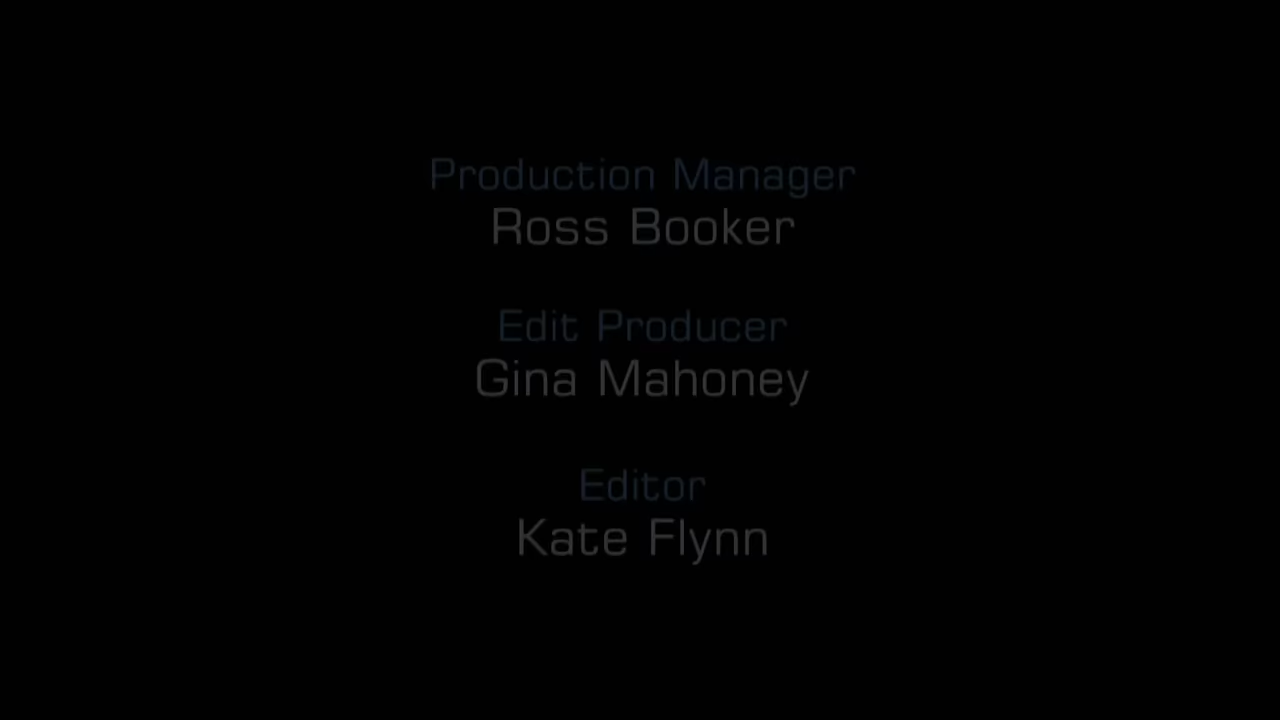 Production Manager
Ross Booker
Edit Producer
Gina Mahoney
Editor
Kate Flynn